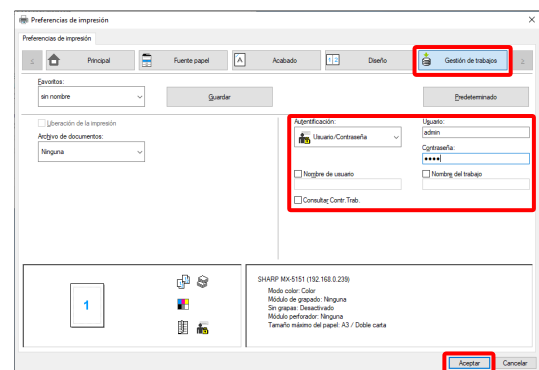 Preferencias de impresión
Preferencias de impresión
Principal
Fuente papel
A
Acabado
1 2
Diseño
Gestión de trabajos
Favoritos:
sin nombre
Guardar
Predeterminado
Liberación de la impresión
Archivo de documentos:
Ninguna
Autentificación:
Usuario/Contraseña
Usuario:
admin
Contraseña:
••••
Nombre de usuario
Nombre del trabajo
Consultar Contr.Trab.
1
SHARP MX-5151 (192.168.0.239)
Modo color: Color
Módulo de grapado: Ninguna
Sin grapas: Desactivado
Módulo perforador: Ninguna
Tamaño máximo del papel: A3 / Doble carta
Aceptar
Cancelar